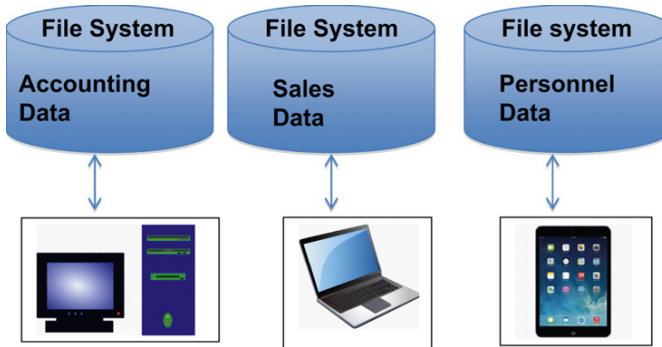 File System
Accounting
Data
File System
Sales
Data
File system
Personnel
Data